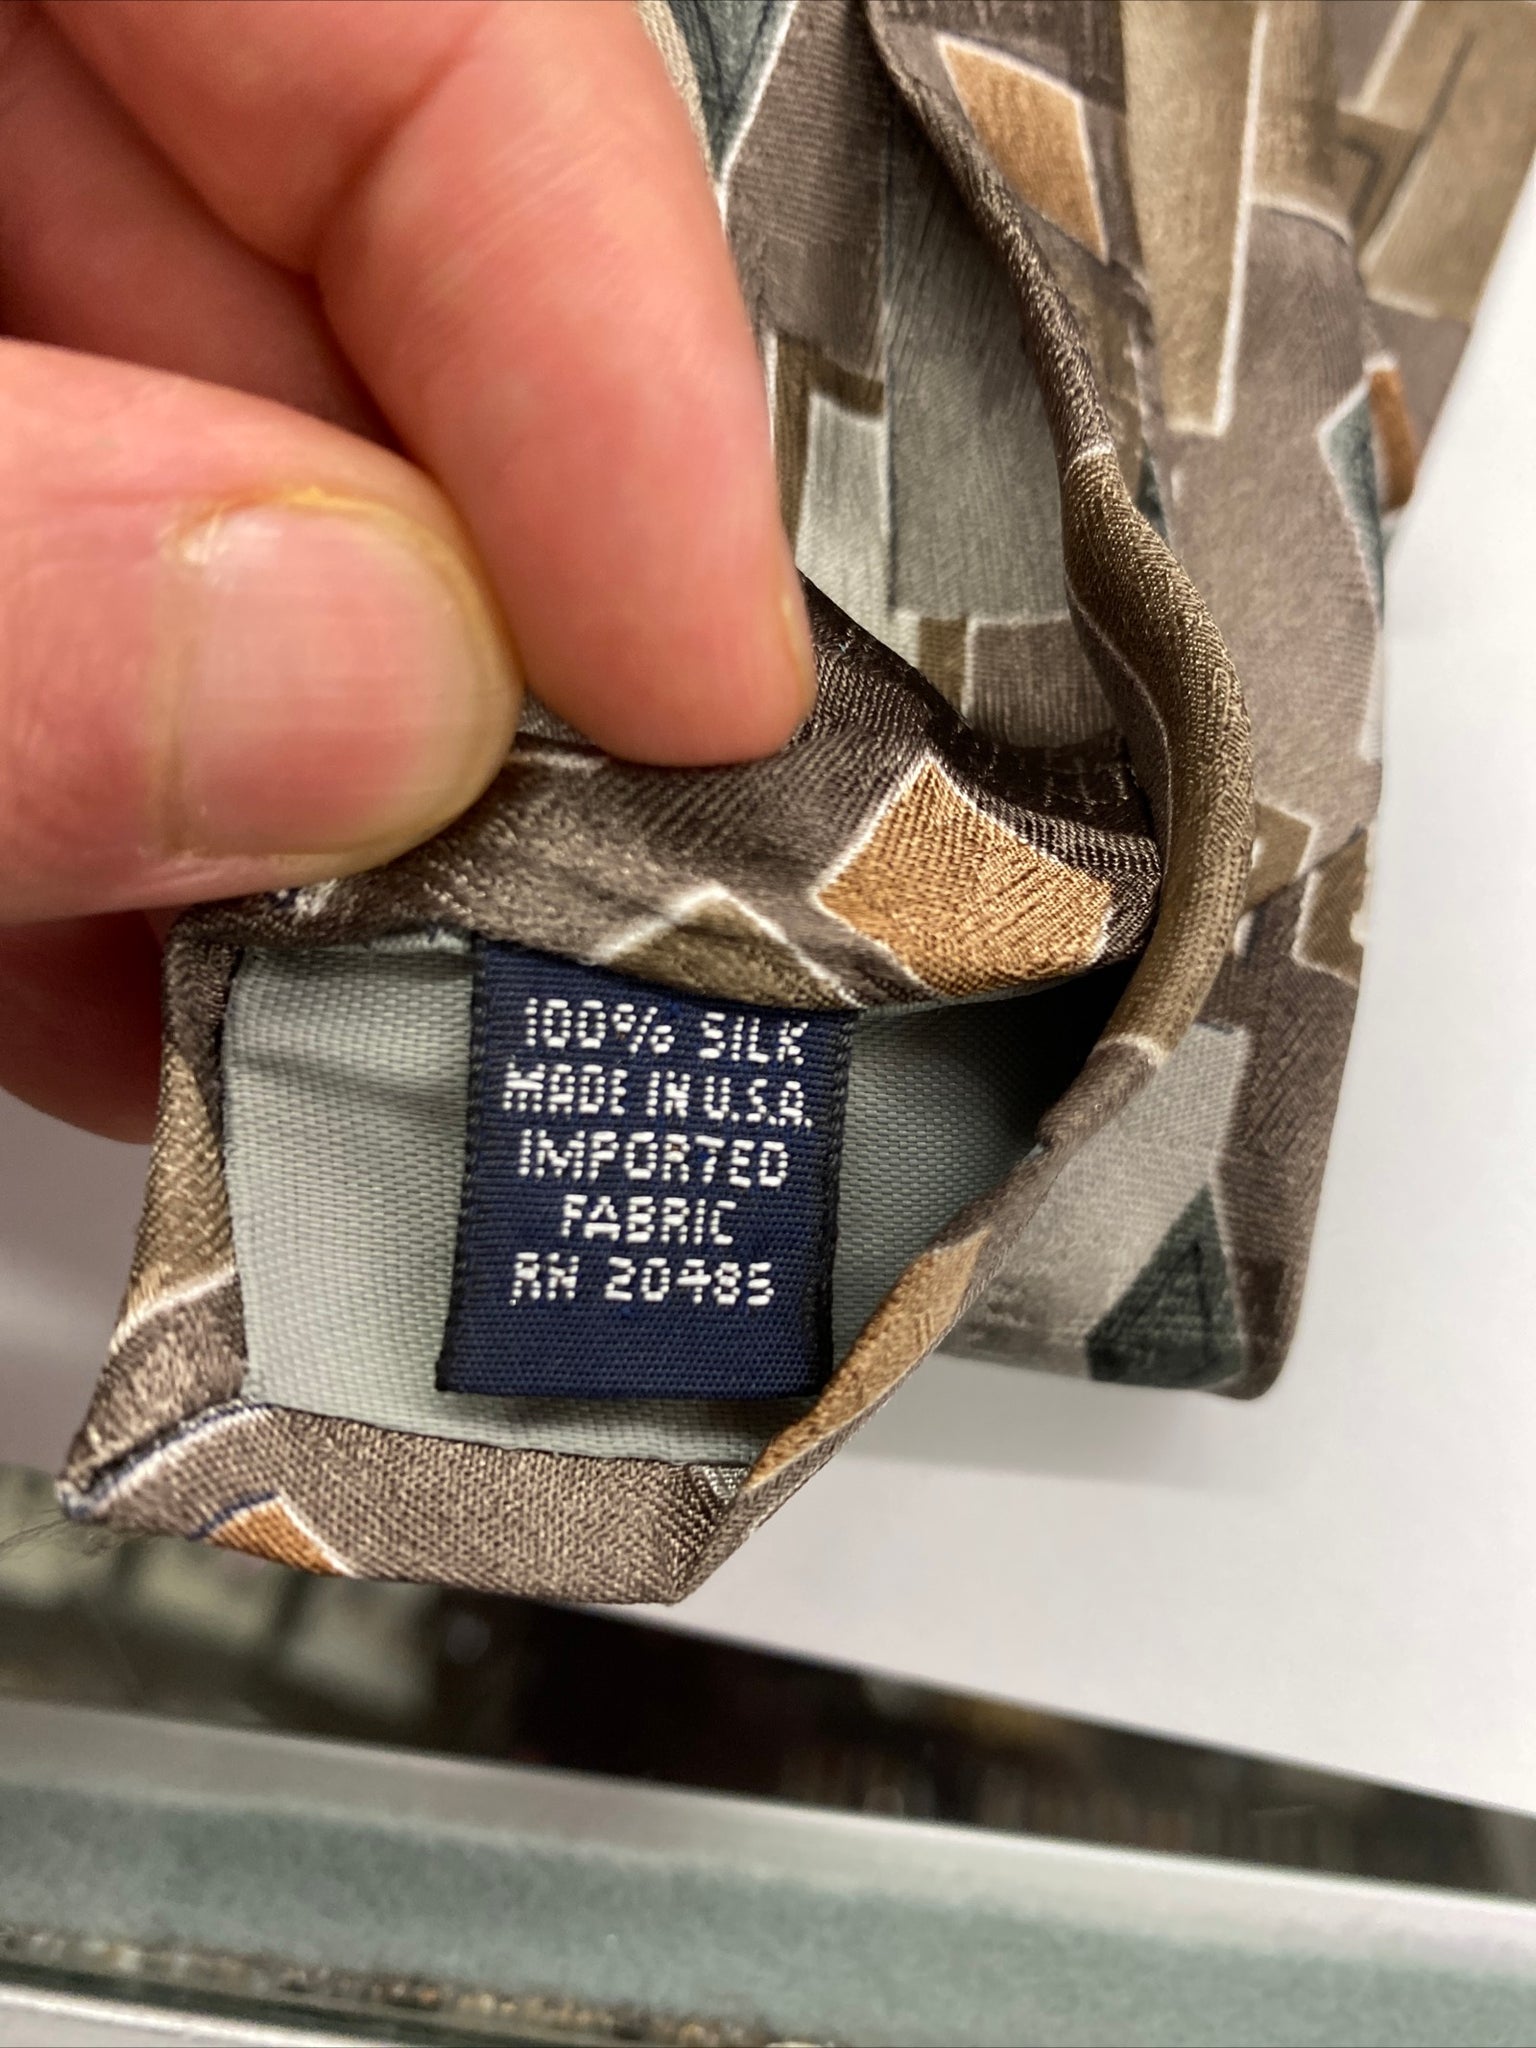 100% SILK
MADE IN U.S.A.
IMPORTED
FABRIC
RN 20485